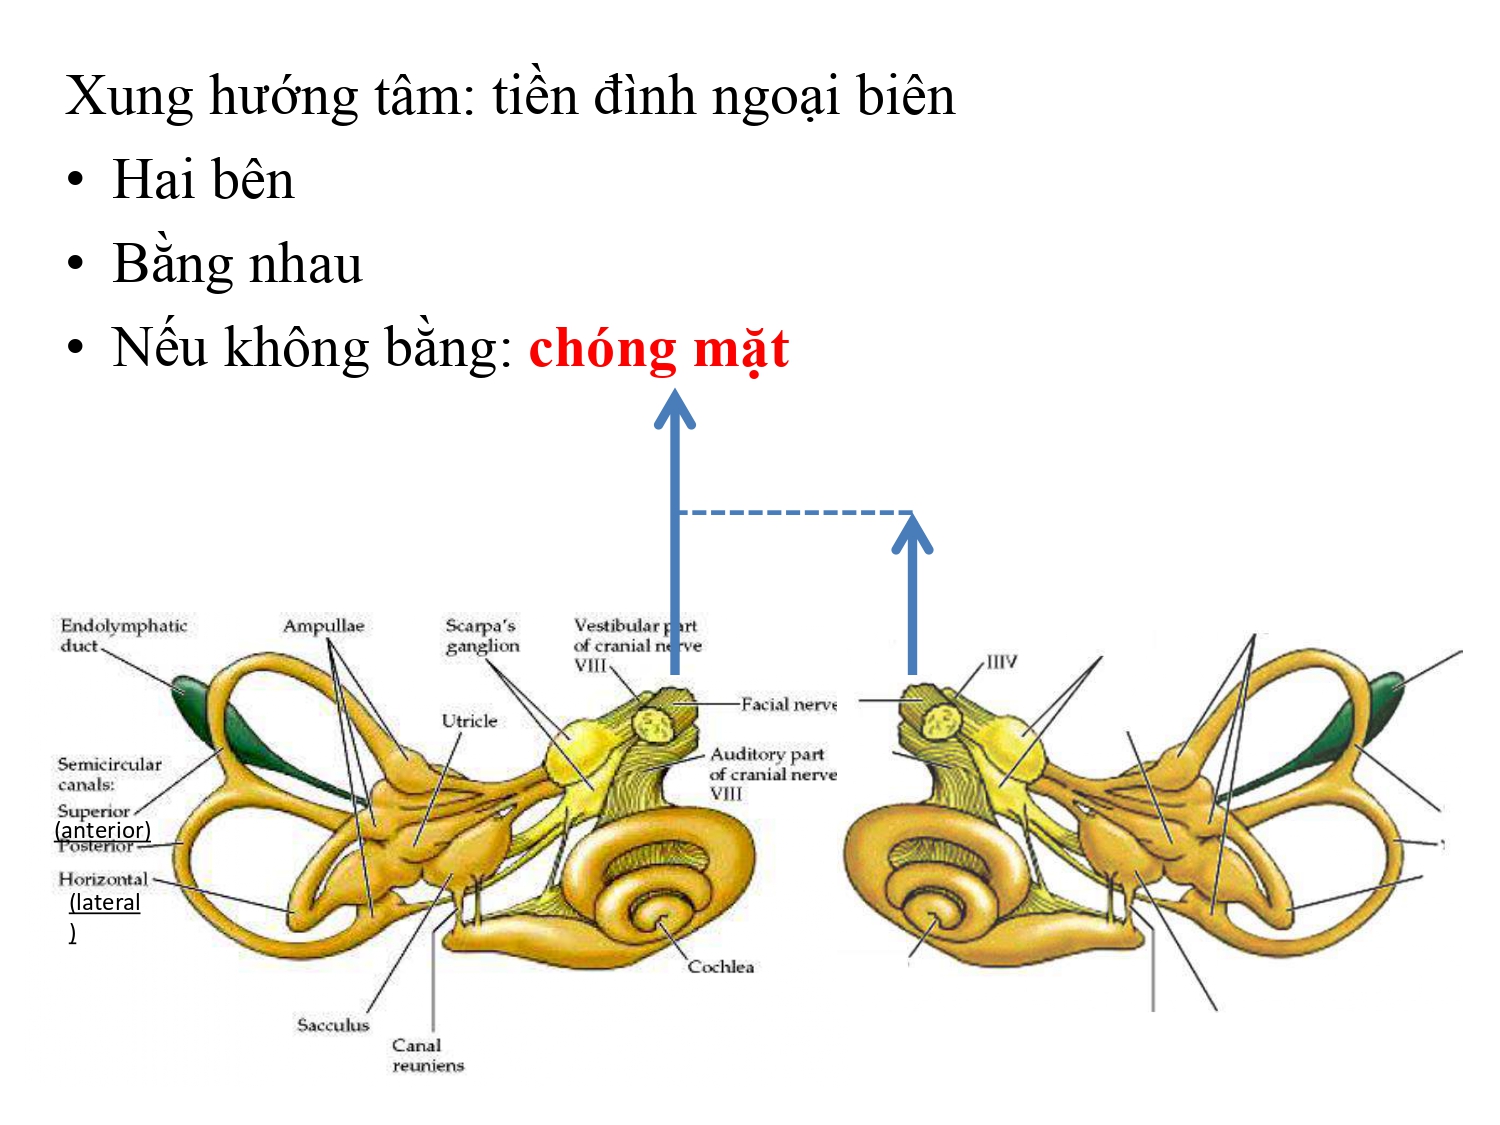 Xung hướng tâm: tiền đình ngoại biên
• Hai bên
• Bằng nhau
• Nếu không bằng: chóng mặt
Endolymphatic
duct
Ampullae
Scarpa's
ganglion
Vestibular part
of cranial nerve
VIII
IIIV
Utricle
Facial nerve
Auditory part
of cranial nerve
VIII
Semicircular
canals:
Superior
(anterior)
Posterior
Horizontal
(lateral
)
Cochlea
Sacculus
Canal
reuniens